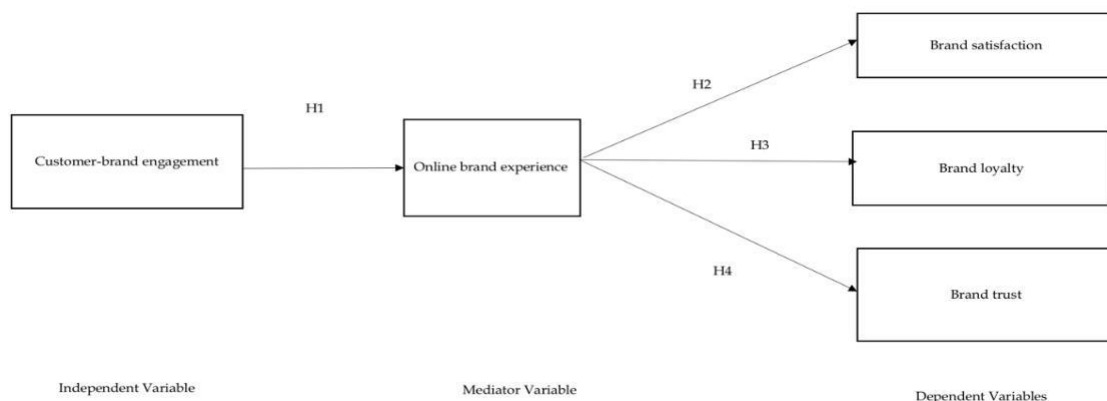 Brand satisfaction
H2
H1
Customer-brand engagement
Online brand experience
H3
Brand loyalty
H4
Brand trust
Independent Variable
Mediator Variable
Dependent Variables